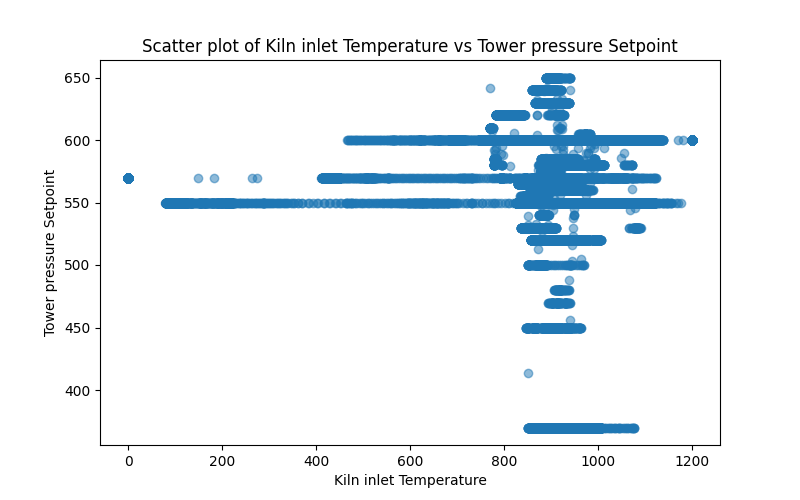 Scatter plot of Kiln inlet Temperature vs Tower pressure Setpoint
650
600
550
500
450
400
Tower pressure Setpoint
0 200 400 600 800 1000 1200
Kiln inlet Temperature